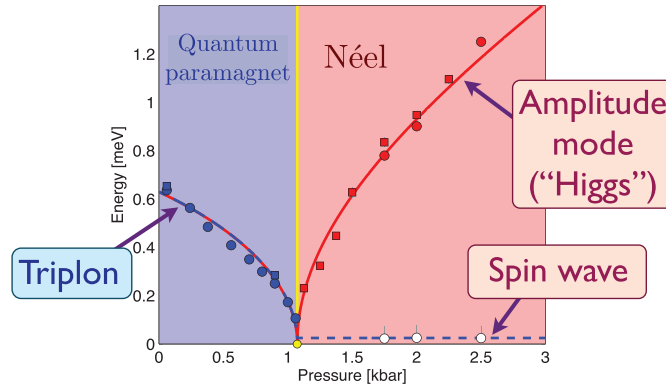 Quantum
paramagnet
Néel
Amplitude
mode
(“Higgs”)
Triplon
Spin wave
Energy [meV]
1.2
1
0.8
0.6
0.4
0.2
0
0 0.5 1 1.5 2 2.5 3
Pressure [kbar]